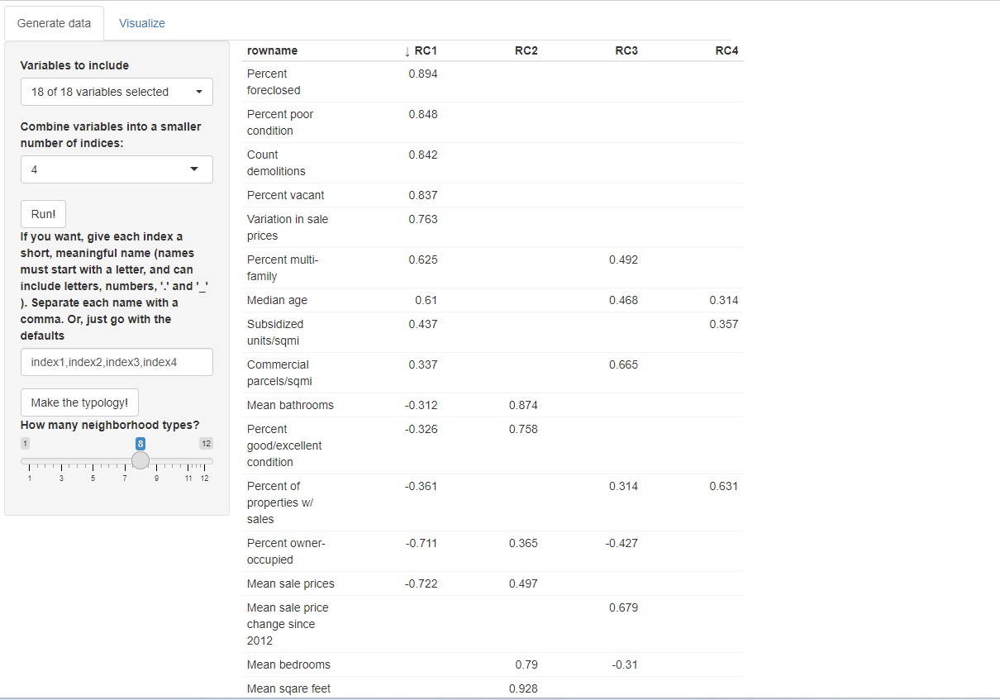 Generate data
Visualize
Variables to include
18 of 18 variables selected
Combine variables into a smaller
number of indices:
4
Run!
If you want, give each index a
short, meaningful name (names
must start with a letter, and can
include letters, numbers, '.' and '_'
). Separate each name with a
comma. Or, just go with the
defaults
index1,index2,index3,index4
Make the typology!
How many neighborhood types?
1 8 12
1 3 5 7 9 11 12
rowname ↓ RC1 RC2 RC3 RC4
Percent 0.894
foreclosed
Percent poor 0.848
condition
Count 0.842
demolitions
Percent vacant 0.837
Variation in sale 0.763
prices
Percent multi- 0.625 0.492
family
Median age 0.61 0.468 0.314
Subsidized 0.437 0.357
units/sqmi
Commercial 0.337 0.665
parcels/sqmi
Mean bathrooms -0.312 0.874
Percent -0.326 0.758
good/excellent
condition
Percent of -0.361 0.314 0.631
properties w/
sales
Percent owner- -0.711 0.365 -0.427
occupied
Mean sale prices -0.722 0.497
Mean sale price 0.679
change since
2012
Mean bedrooms 0.79 -0.31
Mean sqare feet 0.928